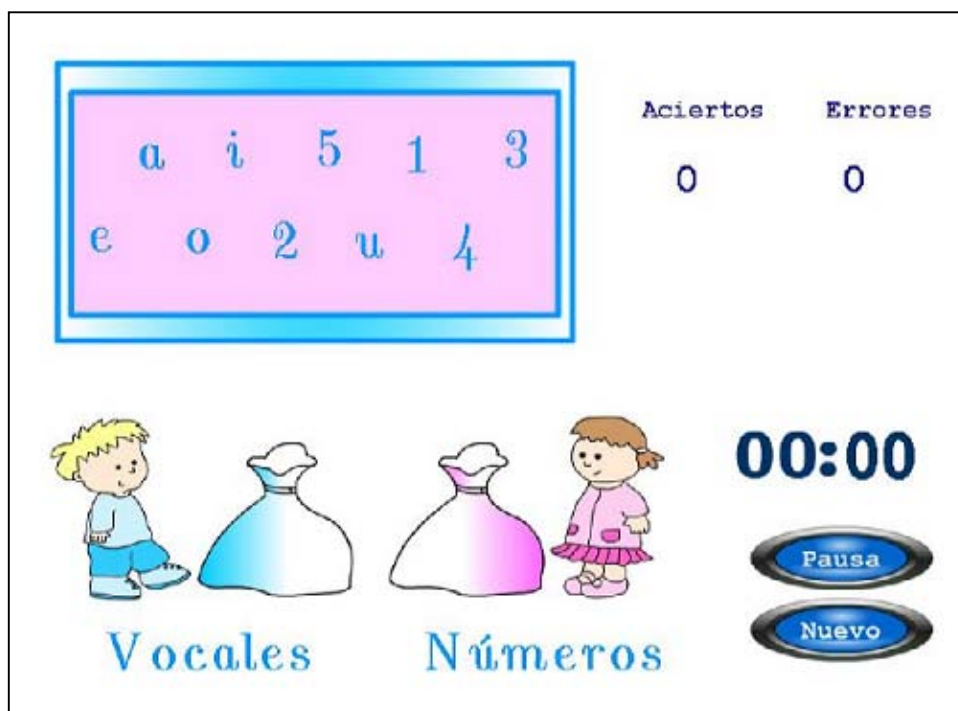 a i 5 1 3
e o 2 u 4
Aciertos Errores
0 0
00:00
Pausa
Nuevo
Vocales Números